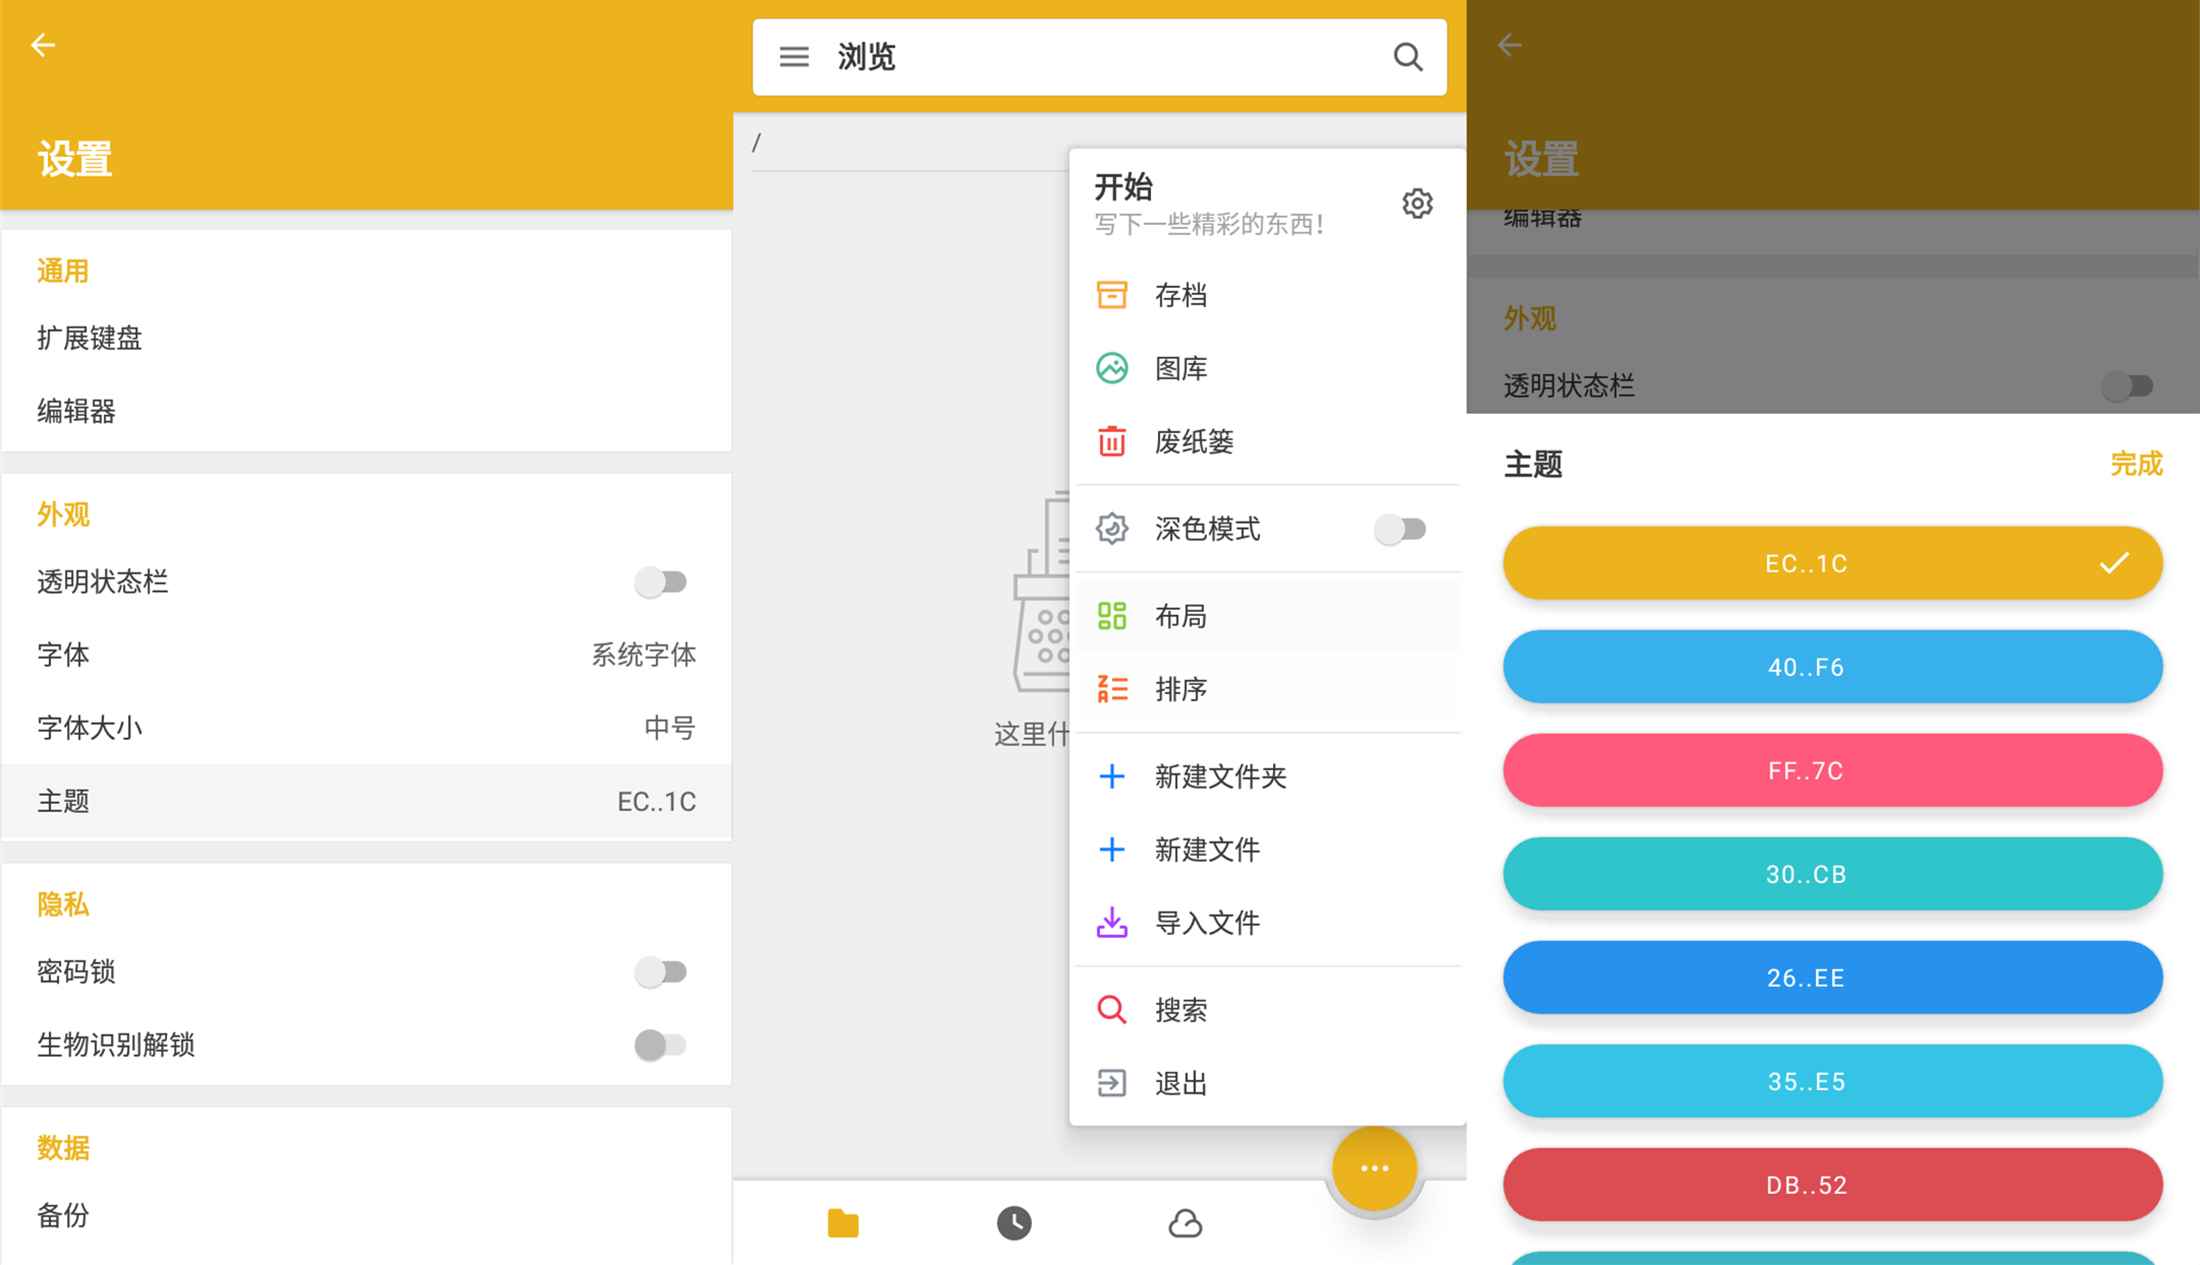 设置
通用
扩展键盘
编辑器
外观
透明状态栏
字体 系统字体
字体大小 中号
主题 EC..1C
隐私
密码锁
生物识别解锁
数据
备份
浏览
/
这里什
开始
写下一些精彩的东西!
存档
图库
废纸篓
深色模式
布局
排序
新建文件夹
新建文件
导入文件
搜索
退出
设置
编辑器
外观
透明状态栏
主题 完成
EC..1C
40..F6
FF..7C
30..CB
26..EE
35..E5
DB..52